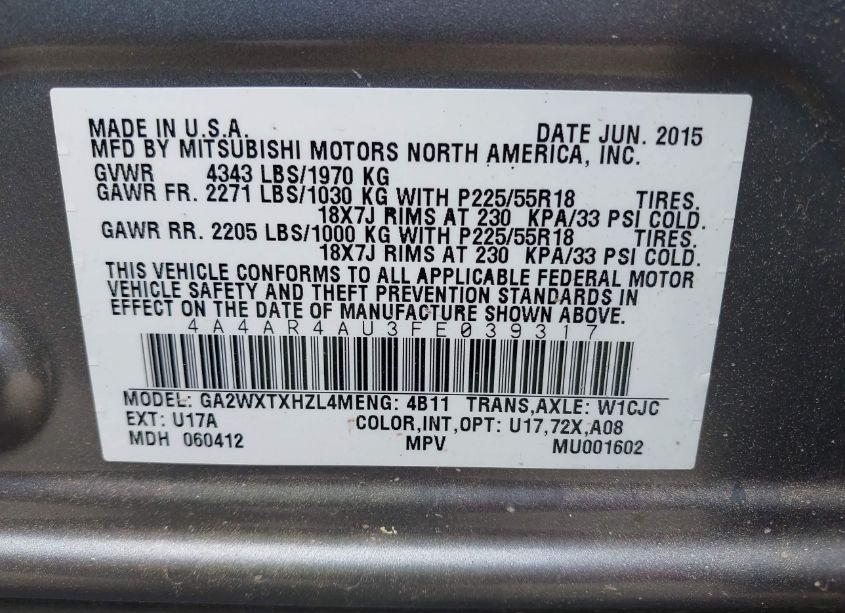 MADE IN U.S.A. DATE JUN. 2015
MFD BY MITSUBISHI MOTORS NORTH AMERICA, INC.
GVWR 4343 LBS/1970 KG
GAWR FR. 2271 LBS/1030 KG WITH P225/55R18 TIRES.
18X7J RIMS AT 230 KPA/33 PSI COLD.
GAWR RR. 2205 LBS/1000 KG WITH P225/55R18 TIRES.
18X7J RIMS AT 230 KPA/33 PSI COLD.
THIS VEHICLE CONFORMS TO ALL APPLICABLE FEDERAL MOTOR
VEHICLE SAFETY AND THEFT PREVENTION STANDARDS IN
EFFECT ON THE DATE OF MANUFACTURE SHOWN ABOVE.
4A4AR4AU3FE039317
MODEL: GA2WXTXHZL4MENG: 4B11 TRANS,AXLE: W1CJC
EXT: U17A COLOR,INT,OPT: U17,72X,A08
MDH 060412 MPV MU001602